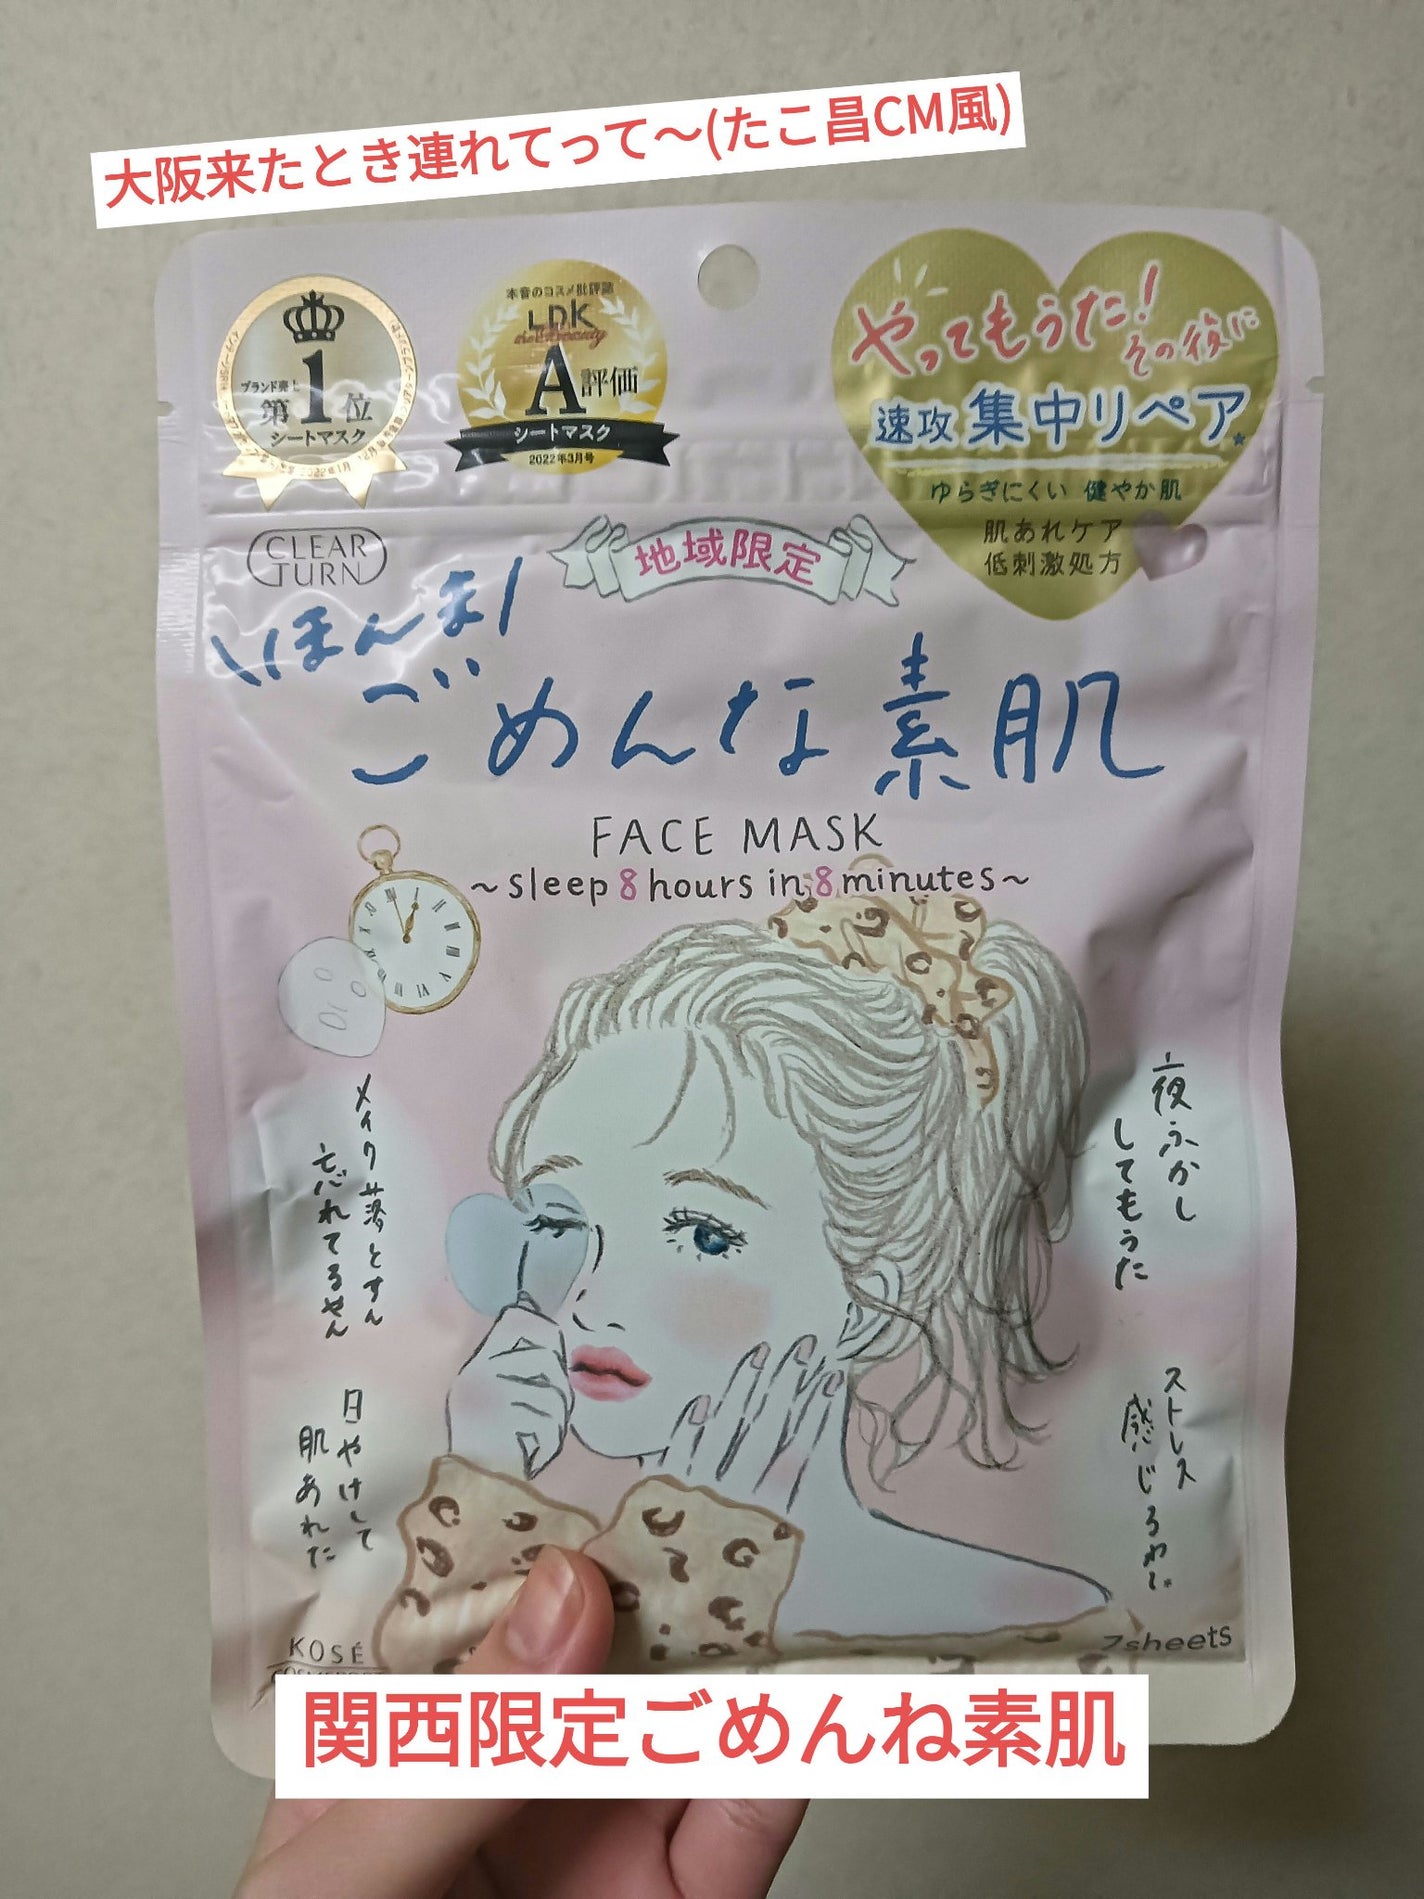 大阪来たとき連れてって〜(たこ昌CM風)
ブランド売上
第1位
シートマスク
本音のコスメ批評誌
LDK
the Beauty
A評価
シートマスク
2022年3月号
やってもうた!
その後に
速攻 集中リペア
ゆらぎにくい 健やか肌
肌あれケア
低刺激処方
CLEAR
TURN
地域限定
\ほんま/
ごめんな素肌
FACE MASK
~sleep 8 hours in 8 minutes~
メイク落とすん
忘れてるやん
夜ふかし
してもうた
日やけして
肌あれた
ストレス
感じるわ〜
KOSÉ
7sheets
関西限定ごめんね素肌